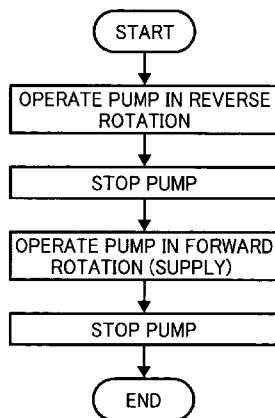 START
OPERATE PUMP IN REVERSE
ROTATION
STOP PUMP
OPERATE PUMP IN FORWARD
ROTATION (SUPPLY)
STOP PUMP
END